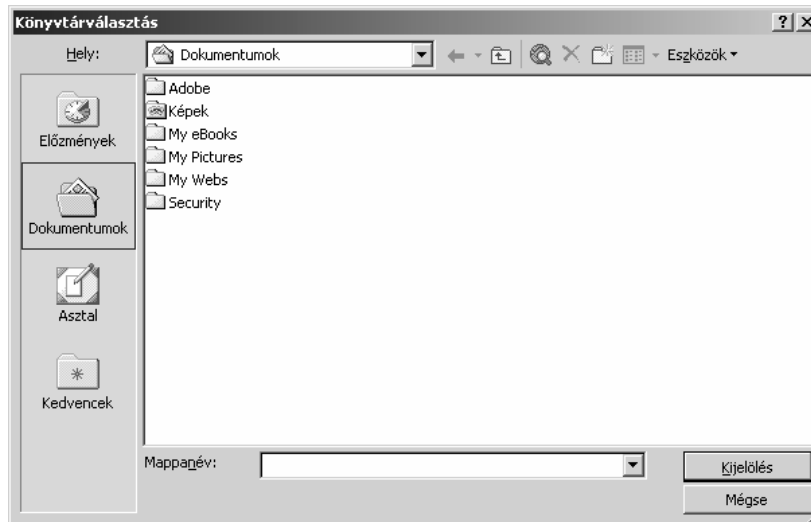 Könyvtárválasztás
Hely: Dokumentumok Eszközök
Előzmények
Dokumentumok
Asztal
Kedvencek
Adobe
Képek
My eBooks
My Pictures
My Webs
Security
Mappanév: Kijelölés
Mégse